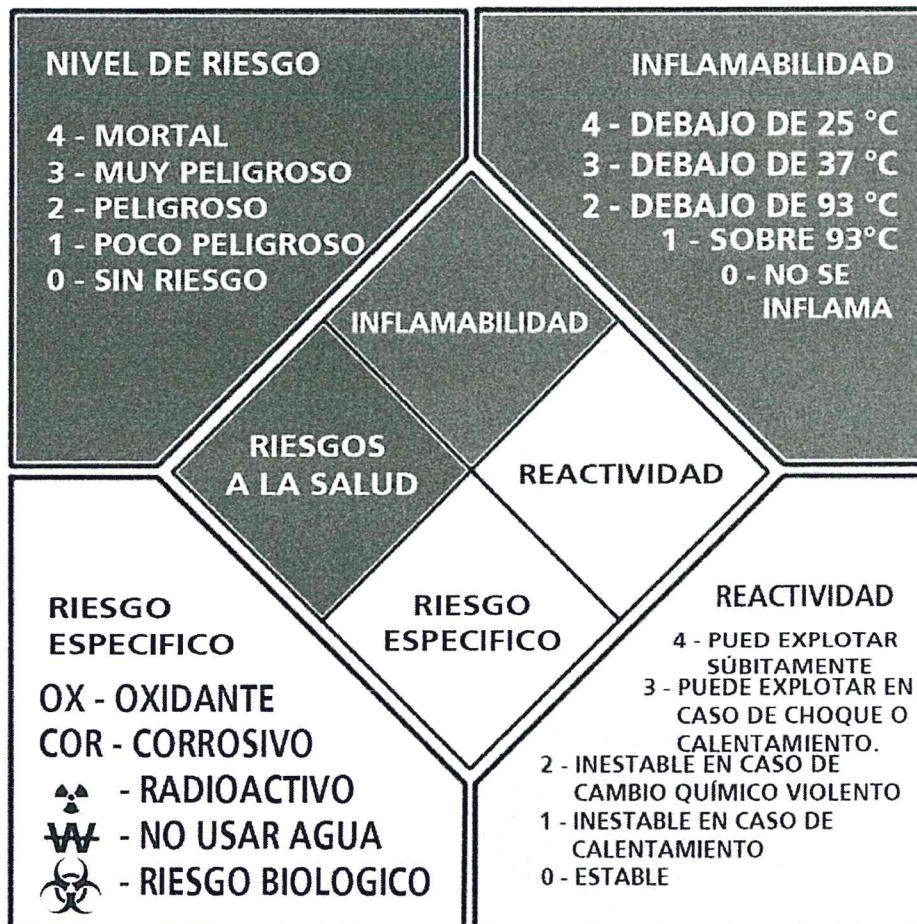 NIVEL DE RIESGO
4 - MORTAL
3 - MUY PELIGROSO
2 - PELIGROSO
1 - POCO PELIGROSO
0 - SIN RIESGO
INFLAMABILIDAD
4 - DEBAJO DE 25 °C
3 - DEBAJO DE 37 °C
2 - DEBAJO DE 93 °C
1 - SOBRE 93°C
0 - NO SE
INFLAMA
INFLAMABILIDAD
RIESGOS
A LA SALUD
REACTIVIDAD
RIESGO
ESPECIFICO
RIESGO
ESPECIFICO
OX - OXIDANTE
COR - CORROSIVO
- RADIOACTIVO
W - NO USAR AGUA
- RIESGO BIOLOGICO
REACTIVIDAD
4 - PUED EXPLOTAR
SÚBITAMENTE
3 - PUEDE EXPLOTAR EN
CASO DE CHOQUE O
CALENTAMIENTO.
2 - INESTABLE EN CASO DE
CAMBIO QUÍMICO VIOLENTO
1 - INESTABLE EN CASO DE
CALENTAMIENTO
0 - ESTABLE